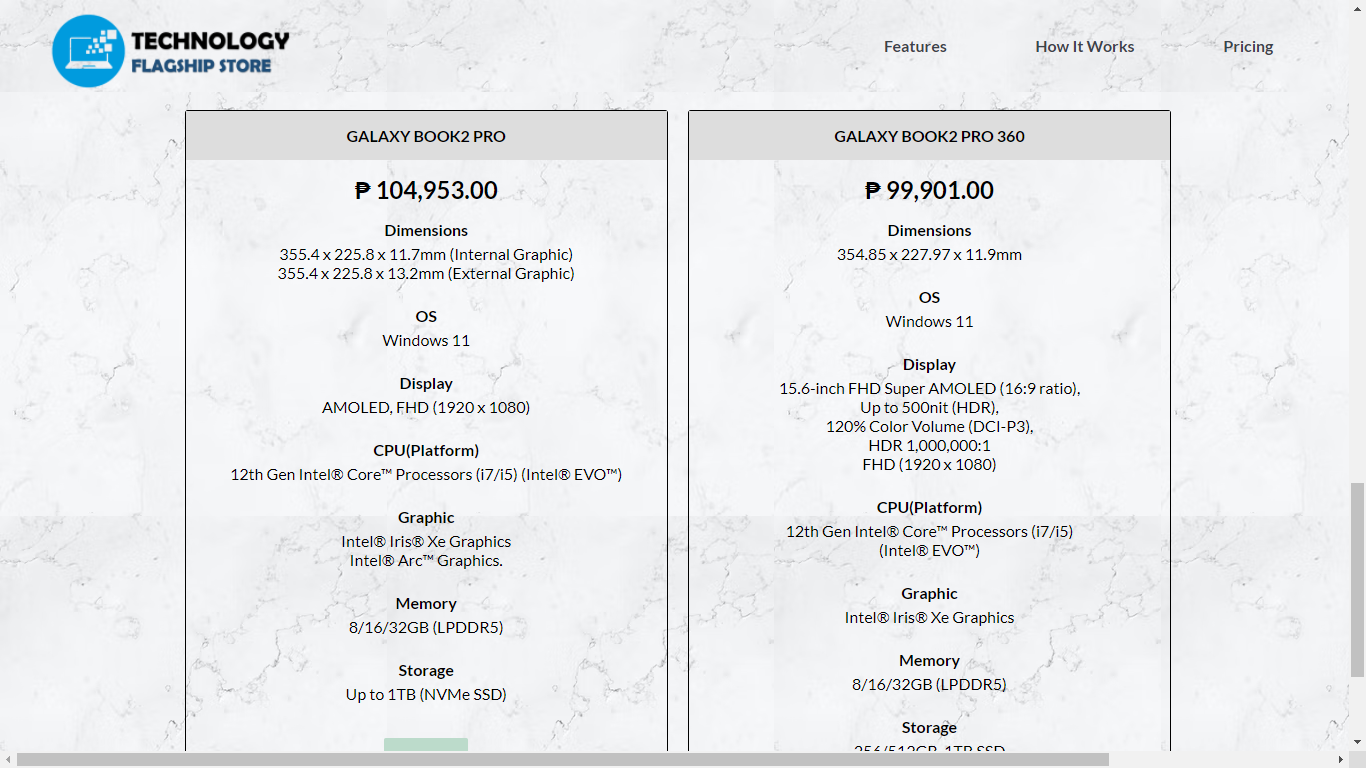 TECHNOLOGY
FLAGSHIP STORE
Features
How It Works
Pricing
GALAXY BOOK2 PRO
₱ 104,953.00
Dimensions
355.4 x 225.8 x 11.7mm (Internal Graphic)
355.4 x 225.8 x 13.2mm (External Graphic)
OS
Windows 11
Display
AMOLED, FHD (1920 x 1080)
CPU(Platform)
12th Gen Intel® Core™ Processors (i7/i5) (Intel® EVO™)
Graphic
Intel® Iris® Xe Graphics
Intel® Arc™ Graphics.
Memory
8/16/32GB (LPDDR5)
Storage
Up to 1TB (NVMe SSD)
GALAXY BOOK2 PRO 360
₱ 99,901.00
Dimensions
354.85 x 227.97 x 11.9mm
OS
Windows 11
Display
15.6-inch FHD Super AMOLED (16:9 ratio),
Up to 500nit (HDR),
120% Color Volume (DCI-P3),
HDR 1,000,000:1
FHD (1920 x 1080)
CPU(Platform)
12th Gen Intel® Core™ Processors (i7/i5)
(Intel® EVO™)
Graphic
Intel® Iris® Xe Graphics
Memory
8/16/32GB (LPDDR5)
Storage
256/512GB, 1TB SSD